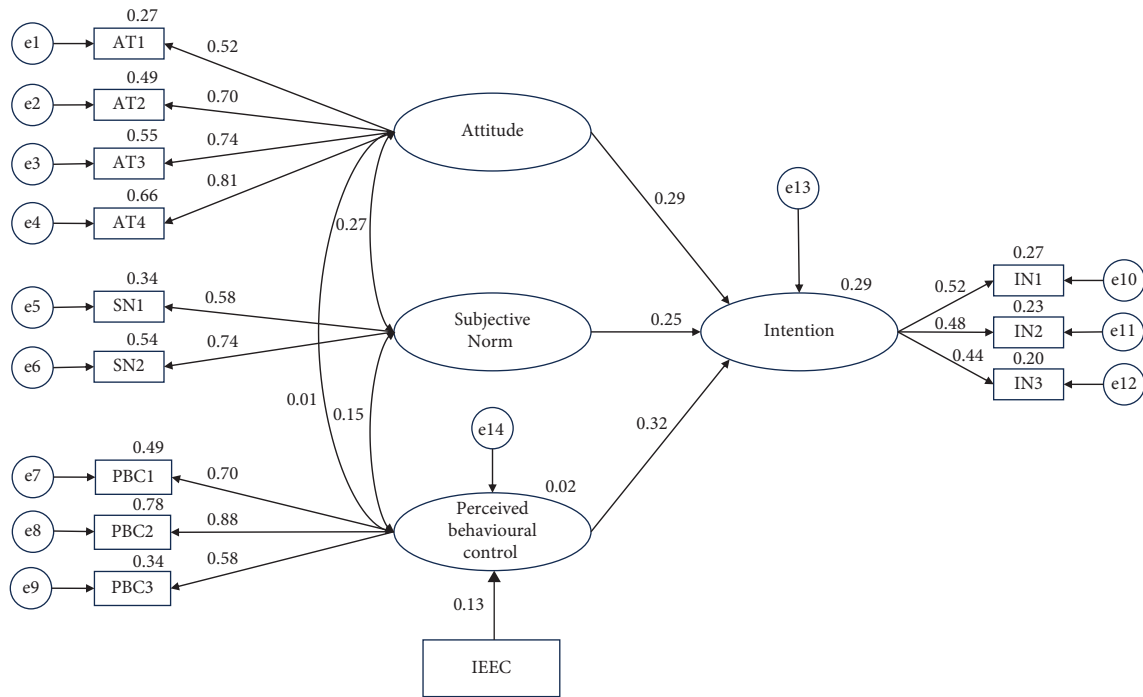 0.27
e1
AT1
0.52
0.49
e2
AT2
0.70
0.55
e3
AT3
0.74
0.66
e4
AT4
0.81
Attitude
0.27
0.29
e13
0.34
e5
SN1
0.58
0.54
e6
SN2
0.74
Subjective
Norm
0.25
0.29
Intention
0.27
0.52
IN1
e10
0.23
0.48
IN2
e11
0.20
0.44
IN3
e12
0.01
0.15
e14
0.32
0.49
e7
PBC1
0.70
0.78
e8
PBC2
0.88
0.34
e9
PBC3
0.58
0.02
Perceived
behavioural
control
0.13
IEEC